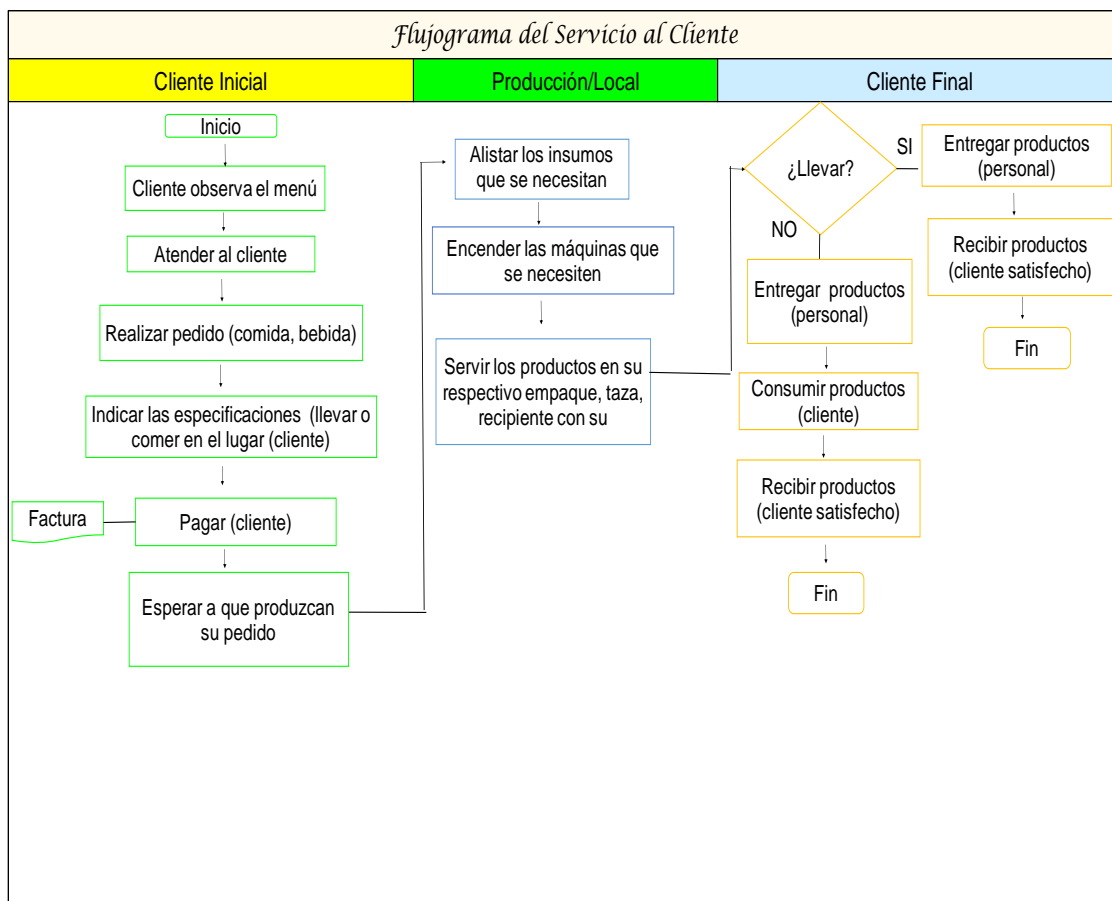 Flujograma del Servicio al Cliente
Cliente Inicial
Producción/Local
Cliente Final
Inicio
Cliente observa el menú
Atender al cliente
Realizar pedido (comida, bebida)
Indicar las especificaciones (llevar o
comer en el lugar (cliente)
Factura
Pagar (cliente)
Esperar a que produzcan
su pedido
Alistar los insumos
que se necesitan
Encender las máquinas que
se necesiten
Servir los productos en su
respectivo empaque, taza,
recipiente con su
¿Llevar?
SI
NO
Entregar productos
(personal)
Consumir productos
(cliente)
Recibir productos
(cliente satisfecho)
Fin
Entregar productos
(personal)
Recibir productos
(cliente satisfecho)
Fin